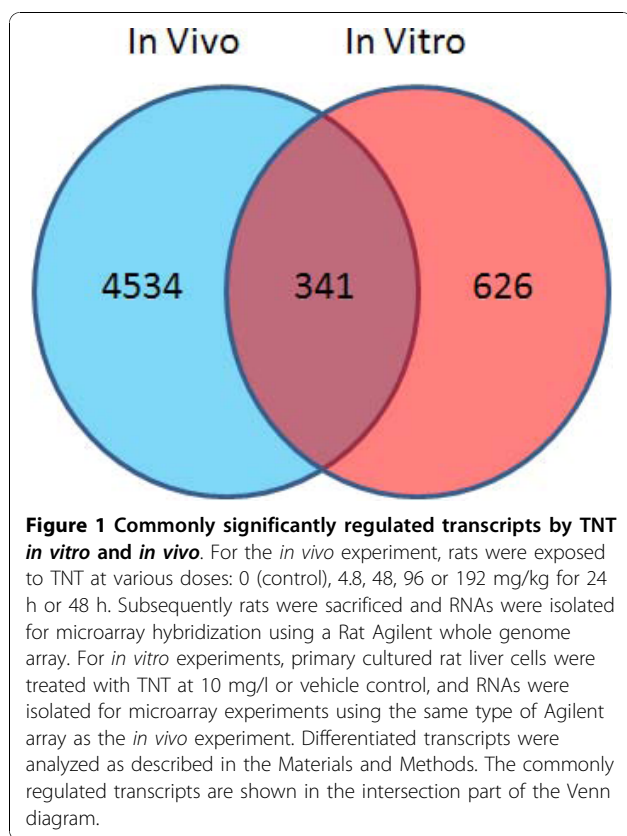 In Vivo In Vitro
4534 341 626
Figure 1 Commonly significantly regulated transcripts by TNT
in vitro and in vivo. For the in vivo experiment, rats were exposed
to TNT at various doses: 0 (control), 4.8, 48, 96 or 192 mg/kg for 24
h or 48 h. Subsequently rats were sacrificed and RNAs were isolated
for microarray hybridization using a Rat Agilent whole genome
array. For in vitro experiments, primary cultured rat liver cells were
treated with TNT at 10 mg/l or vehicle control, and RNAs were
isolated for microarray experiments using the same type of Agilent
array as the in vivo experiment. Differentiated transcripts were
analyzed as described in the Materials and Methods. The commonly
regulated transcripts are shown in the intersection part of the Venn
diagram.